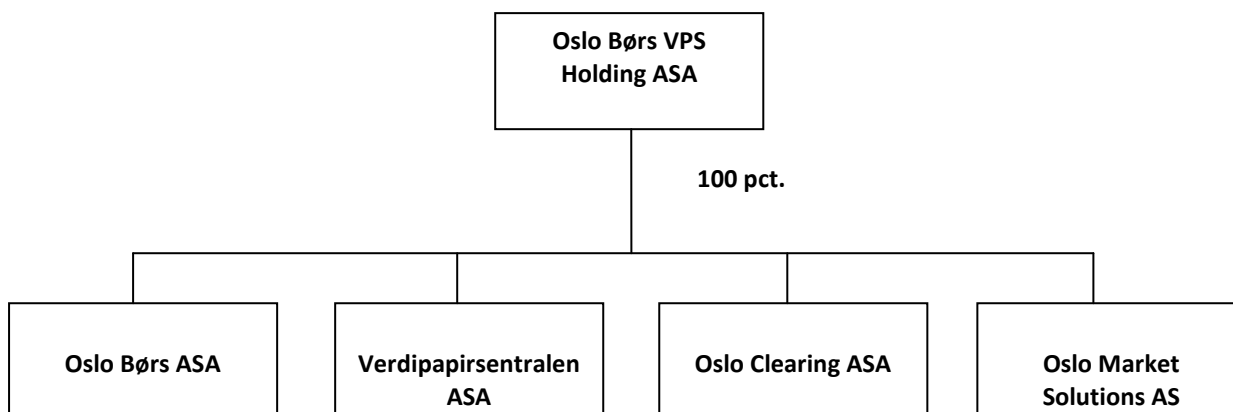 Oslo Børs VPS
Holding ASA
100 pct.
Oslo Børs ASA
Verdipapirsentralen
ASA
Oslo Clearing ASA
Oslo Market
Solutions AS